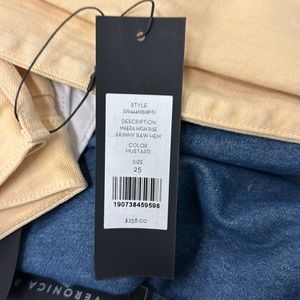 STYLE
DESCRIPTION
MAERA HIGH RISE
SKINNY RAW HEM
COLOR
MUSTARD
SIZE
25
190738459598
$258.00
VERONICA